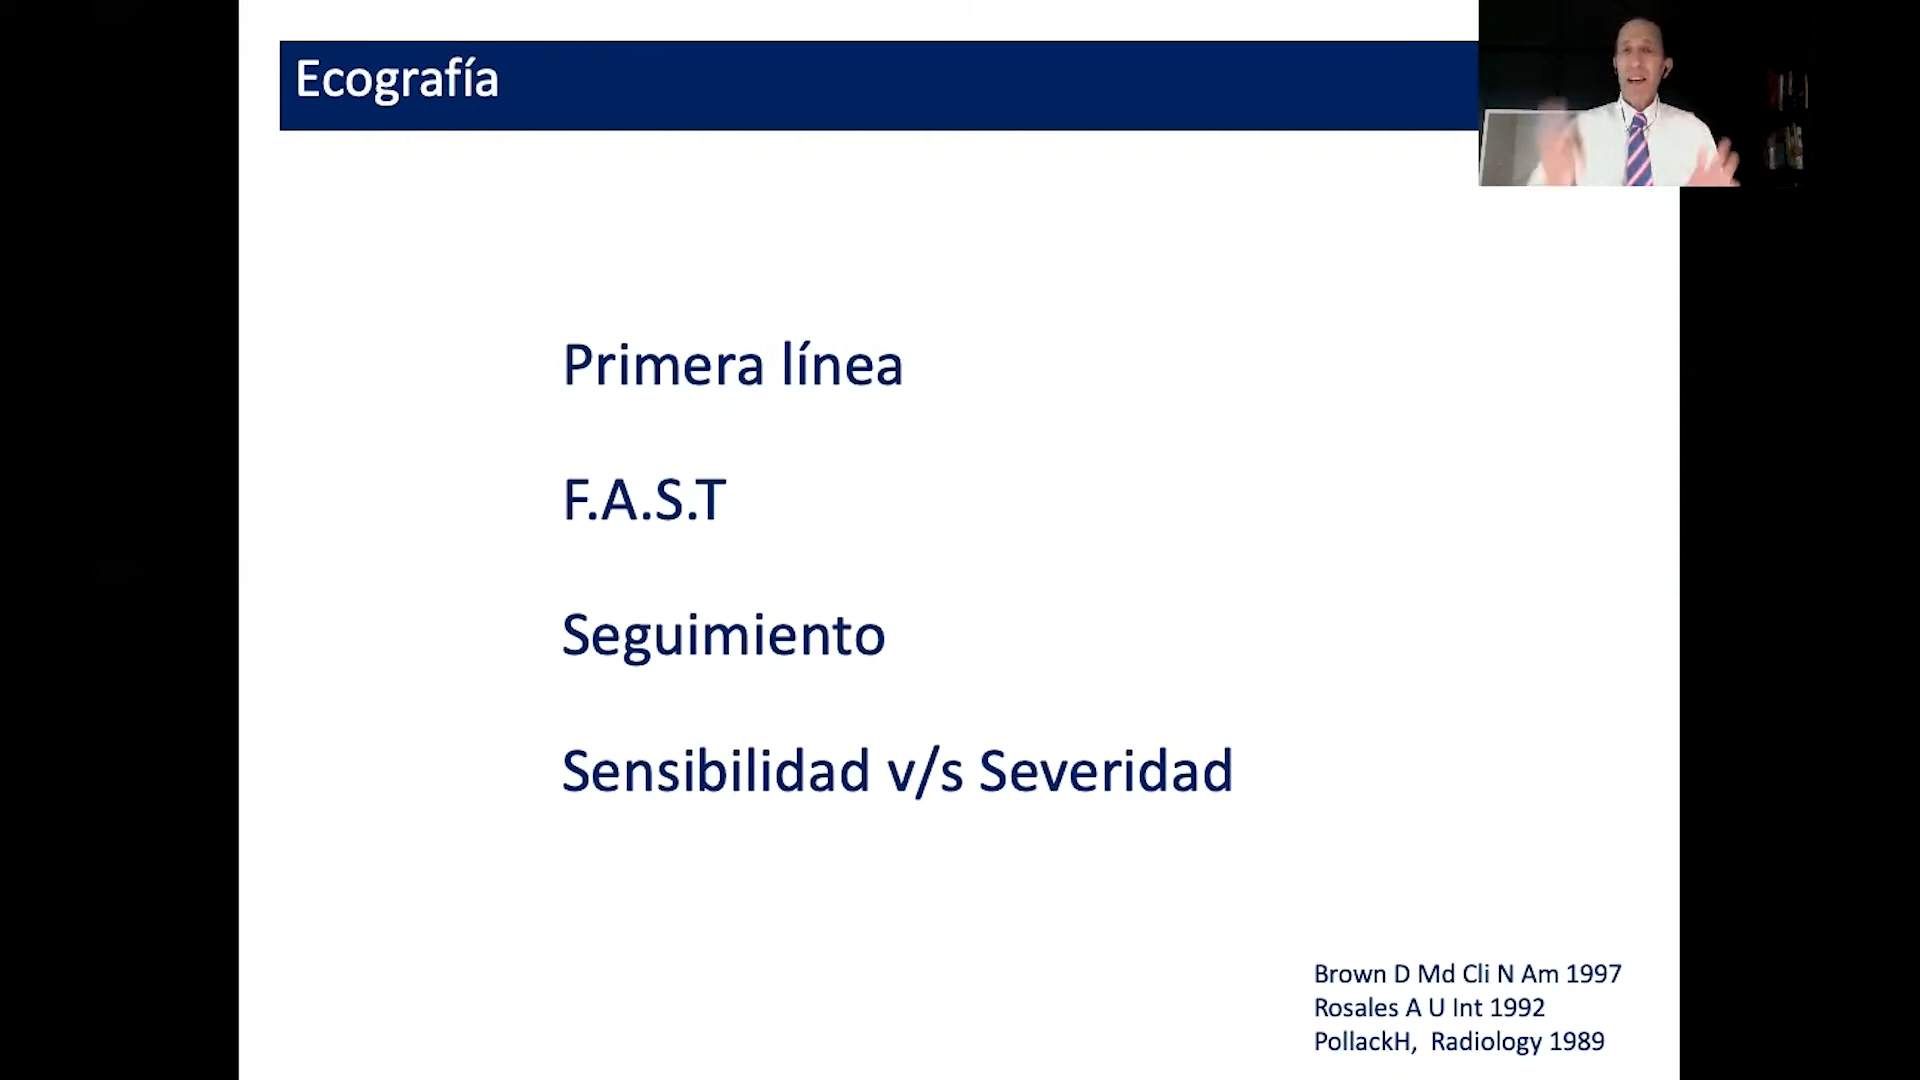 Ecografía
Primera línea
F.A.S.T
Seguimiento
Sensibilidad v/s Severidad
Brown D Md Cli N Am 1997
Rosales A U Int 1992
PollackH, Radiology 1989